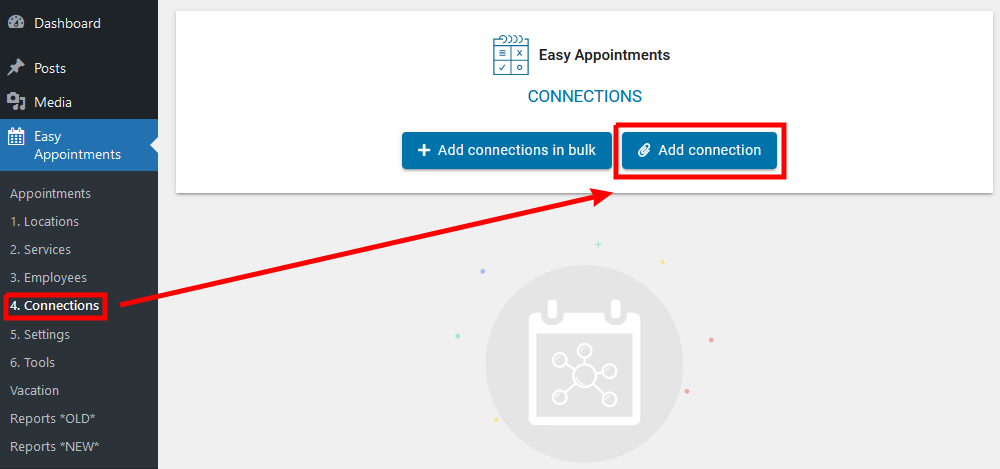 Dashboard
Posts
Media
Easy
Appointments
Appointments
1. Locations
2. Services
3. Employees
4. Connections
5. Settings
6. Tools
Vacation
Reports *OLD*
Reports *NEW*
Easy Appointments
CONNECTIONS
Add connections in bulk
Add connection